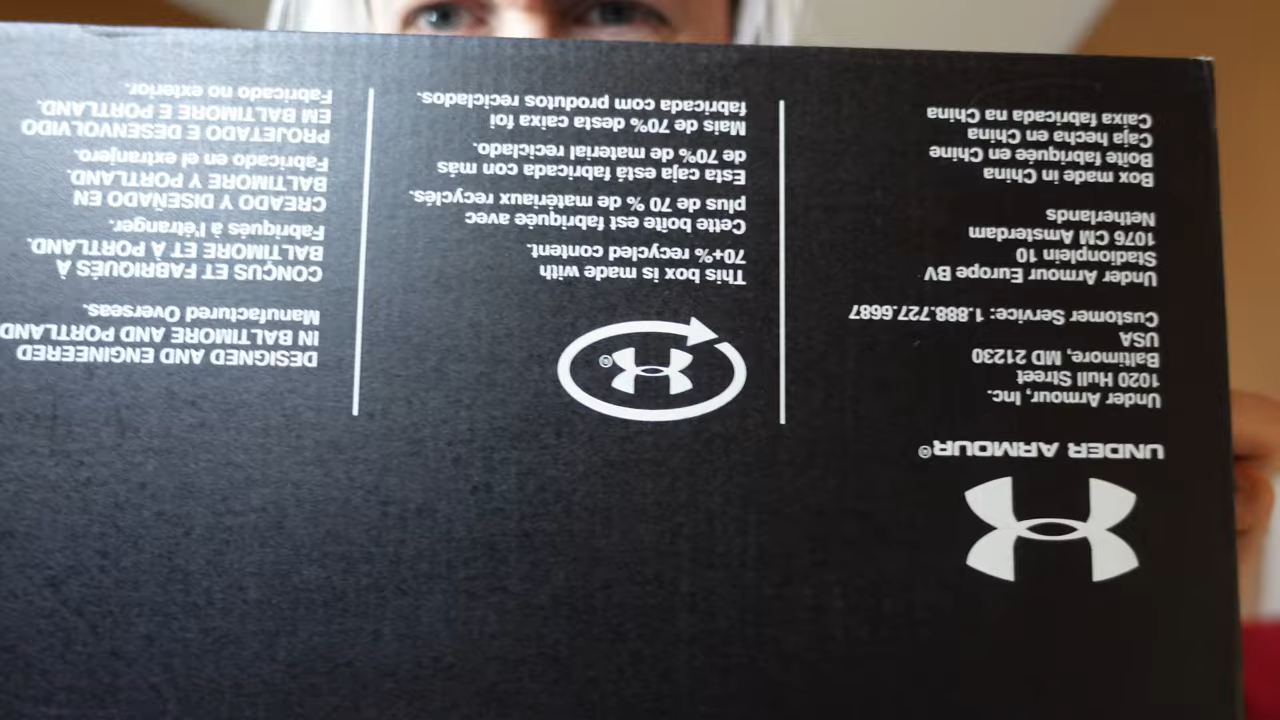 UNDER ARMOUR®
Under Armour, Inc.
1020 Hull Street
Baltimore, MD 21230
USA
Customer Service: 1.888.727.6687
Under Armour Europe BV
Stadionplein 10
1076 CM Amsterdam
Netherlands
Box made in China
Boîte fabriquée en Chine
Caja hecha en China
Caixa fabricada na China
®
This box is made with
70+% recycled content.
Cette boîte est fabriquée avec
plus de 70 % de matériaux recyclés.
Esta caja está fabricada con más
de 70% de material reciclado.
Mais de 70% desta caixa foi
fabricada com produtos reciclados.
DESIGNED AND ENGINEERED
IN BALTIMORE AND PORTLAND
Manufactured Overseas.
CONÇUS ET FABRIQUÉS À
BALTIMORE ET À PORTLAND.
Fabriqués à l'étranger.
CREADO Y DISEÑADO EN
BALTIMORE Y PORTLAND.
Fabricado en el extranjero.
PROJETADO E DESENVOLVIDO
EM BALTIMORE E PORTLAND.
Fabricado no exterior.